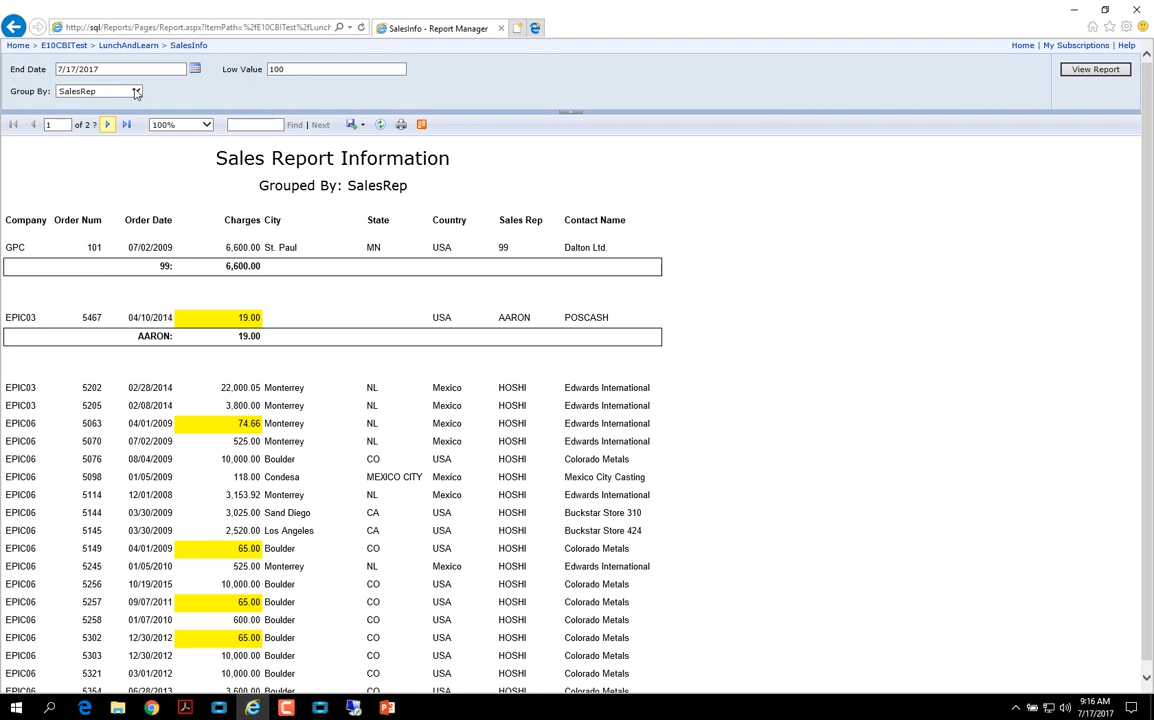 http://sql/Reports/Pages/Report.aspx?ItemPath=%2fE10CBITest%2fLunch
SalesInfo - Report Manager
Home > E10CBITest > LunchAndLearn > SalesInfo
Home | My Subscriptions | Help
End Date 7/17/2017 Low Value 100 View Report
Group By: SalesRep
1 of 2 ? 100% Find | Next
Sales Report Information
Grouped By: SalesRep
Company Order Num Order Date Charges City State Country Sales Rep Contact Name
GPC 101 07/02/2009 6,600.00 St. Paul MN USA 99 Dalton Ltd.
99: 6,600.00
EPIC03 5467 04/10/2014 19.00 USA AARON POSCASH
AARON: 19.00
EPIC03 5202 02/28/2014 22,000.05 Monterrey NL Mexico HOSHI Edwards International
EPIC03 5205 02/08/2014 3,800.00 Monterrey NL Mexico HOSHI Edwards International
EPIC06 5063 04/01/2009 74.66 Monterrey NL Mexico HOSHI Edwards International
EPIC06 5070 07/02/2009 525.00 Monterrey NL Mexico HOSHI Edwards International
EPIC06 5076 08/04/2009 10,000.00 Boulder CO USA HOSHI Colorado Metals
EPIC06 5098 01/05/2009 118.00 Condesa MEXICO CITY Mexico HOSHI Mexico City Casting
EPIC06 5114 12/01/2008 3,153.92 Monterrey NL Mexico HOSHI Edwards International
EPIC06 5144 03/30/2009 3,025.00 Sand Diego CA USA HOSHI Buckstar Store 310
EPIC06 5145 03/30/2009 2,520.00 Los Angeles CA USA HOSHI Buckstar Store 424
EPIC06 5149 04/01/2009 65.00 Boulder CO USA HOSHI Colorado Metals
EPIC06 5245 01/05/2010 525.00 Monterrey NL Mexico HOSHI Edwards International
EPIC06 5256 10/19/2015 10,000.00 Boulder CO USA HOSHI Colorado Metals
EPIC06 5257 09/07/2011 65.00 Boulder CO USA HOSHI Colorado Metals
EPIC06 5258 01/07/2010 600.00 Boulder CO USA HOSHI Colorado Metals
EPIC06 5302 12/30/2012 65.00 Boulder CO USA HOSHI Colorado Metals
EPIC06 5303 12/30/2012 10,000.00 Boulder CO USA HOSHI Colorado Metals
EPIC06 5321 03/01/2012 10,000.00 Boulder CO USA HOSHI Colorado Metals
EPIC06 5354 06/28/2013 3,600.00 Boulder CO USA HOSHI Colorado Metals
9:16 AM
7/17/2017